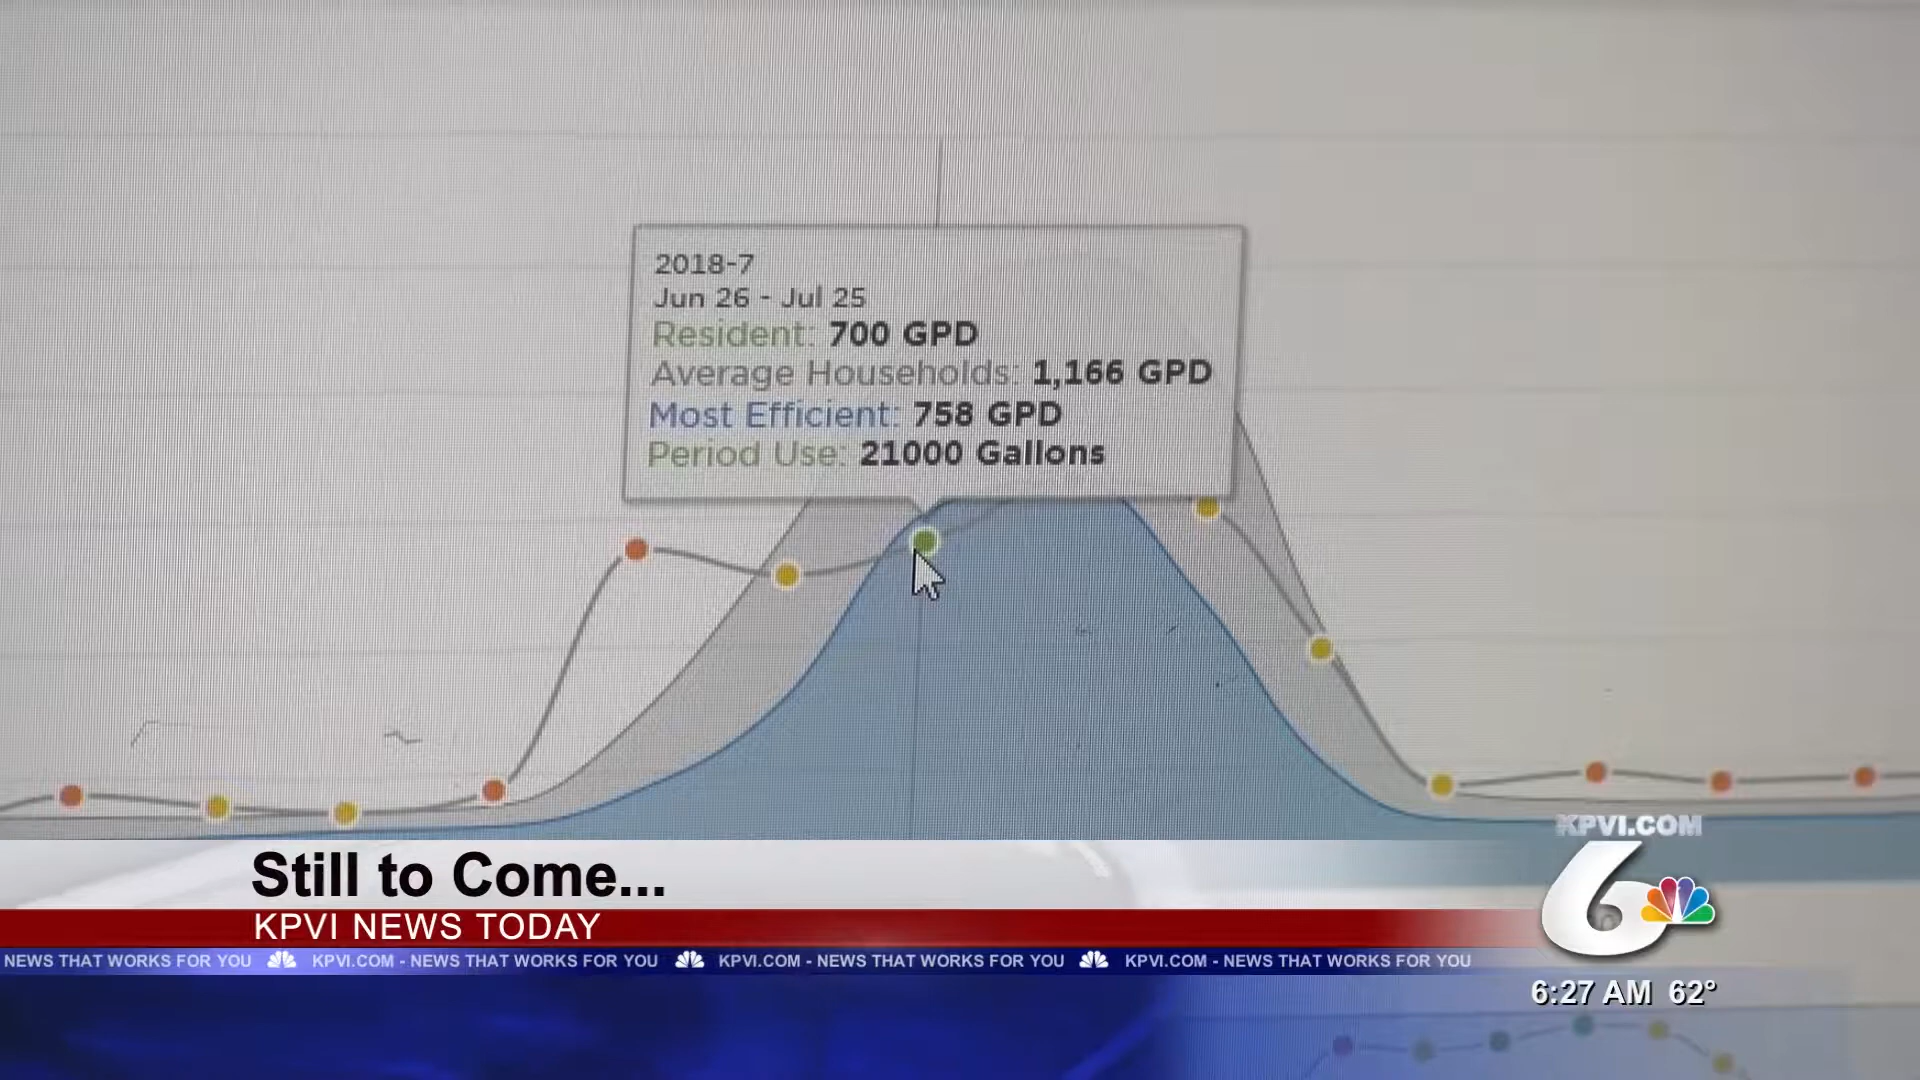 2018-7
Jun 26 - Jul 25
Resident: 700 GPD
Average Households: 1,166 GPD
Most Efficient: 758 GPD
Period Use: 21000 Gallons
KPVI.COM
6
Still to Come...
KPVI NEWS TODAY
NEWS THAT WORKS FOR YOU KPVI.COM - NEWS THAT WORKS FOR YOU KPVI.COM - NEWS THAT WORKS FOR YOU KPVI.COM - NEWS THAT WORKS FOR YOU
6:27 AM 62°